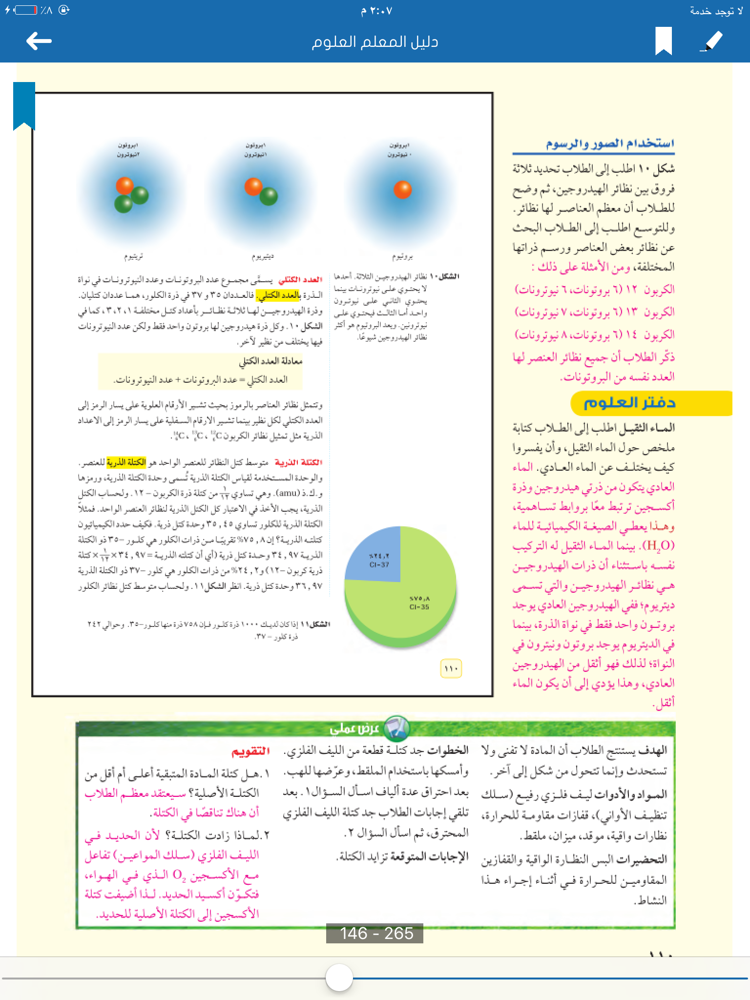 لا توجد خدمة
٢:٠٧ م
٨٪
دليل المعلم العلوم
استخدام الصور والرسوم
شكل ١٠ اطلب إلى الطلاب تحديد ثلاثة
فروق بين نظائر الهيدروجين، ثم وضح
للطلاب أن معظم العناصر لها نظائر.
وللتوسع اطلب إلى الطلاب البحث
عن نظائر بعض العناصر ورسم ذراتها
المختلفة، ومن الأمثلة على ذلك :
الكربون ١٢ (٦ بروتونات، ٦ نيوترونات)
الكربون ١٣ (٦ بروتونات، ٧ نيوترونات)
الكربون ١٤ (٦ بروتونات، ٨ نيوترونات)
ذكّر الطلاب أن جميع نظائر العنصر لها
العدد نفسه من البروتونات.
دفتر العلوم
الماء الثقيل اطلب إلى الطلاب كتابة
ملخص حول الماء الثقيل، وأن يفسروا
كيف يختلف عن الماء العادي. الماء
العادي يتكون من ذرتي هيدروجين وذرة
أكسجين ترتبط معًا بروابط تساهمية،
وهذا يعطي الصيغة الكيميائية للماء
(H₂O). بينما الماء الثقيل له التركيب
نفسه باستثناء أن ذرات الهيدروجين
هي نظائر الهيدروجين والتي تسمى
ديتريوم؛ ففي الهيدروجين العادي يوجد
بروتون واحد فقط في نواة الذرة، بينما
في الديتريوم يوجد بروتون ونيترون في
النواة؛ لذلك فهو أثقل من الهيدروجين
العادي، وهذا يؤدي إلى أن يكون الماء
أثقل.
١بروتون
٠ نيوترون
بروتيوم
١بروتون
١نيوترون
ديتيريوم
١بروتون
٢نيوترون
تريتيوم
الشكل١٠ نظائر الهيدروجين الثلاثة. أحدها
لا يحتوي على نيوترونات بينما
يحتوي الثاني على نيوترون
واحد أما الثالث فيحتوي على
نيوترونين. ويعد البروتيوم هو أكثر
نظائر الهيدروجين شيوعًا.
العدد الكتلي يسمَّى مجموع عدد البروتونات وعدد النيوترونات في نواة
الذرة بالعدد الكتلي. فالعددان ٣٥ و ٣٧ في ذرة الكلور، هما عددان كتليان.
وذرة الهيدروجين لها ثلاثة نظائر بأعداد كتل مختلفة ١، ٢، ٣، كما في
الشكل ١٠. وكل ذرة هيدروجين لها بروتون واحد فقط ولكن عدد النيوترونات
فيها يختلف من نظير لآخر.
معادلة العدد الكتلي
العدد الكتلي = عدد البروتونات + عدد النيوترونات.
وتتمثل نظائر العناصر بالرموز بحيث تشير الأرقام العلوية على يسار الرمز إلى
العدد الكتلي لكل نظير بينما تشير الارقام السفلية على يسار الرمز إلى الاعداد
الذرية مثل تمثيل نظائر الكربون ¹²₆C ، ¹³₆C ، ¹⁴₆C.
الكتلة الذرية متوسط كتل النظائر للعنصر الواحد هو الكتلة الذرية للعنصر.
والوحدة المستخدمة لقياس الكتلة الذرية تُسمى وحدة الكتلة الذرية، ورمزها
و.ك.ذ (amu). وهي تساوي ١/١٢ من كتلة ذرة الكربون – ١٢. ولحساب الكتل
الذرية، يجب الأخذ في الاعتبار كل الكتل الذرية لنظائر العنصر الواحد. فمثلاً
الكتلة الذرية للكلور تساوي ٣٥,٤٥ وحدة كتل ذرية. فكيف حدد الكيميائيون
كتلته الذرية؟ إن ٧٥,٨% تقريبًا من ذرات الكلور هي كلور –٣٥ ذو الكتلة
الذرية ٣٤,٩٧ وحدة كتل ذرية (أي أن كتلته الذرية = ٣٤,٩٧×١/١٢× كتلة
ذرية كربون –١٢) و٢٤,٢% من ذرات الكلور هي كلور –٣٧ ذو الكتلة الذرية
٣٦,٩٧ وحدة كتل ذرية. انظر الشكل١١. ولحساب متوسط كتل نظائر الكلور
٢٤,٢%
Cl-37
٧٥,٨%
Cl-35
الشكل١١ إذا كان لديك ١٠٠٠ ذرة كلور فإن ٧٥٨ ذرة منها كلور–٣٥. وحوالي ٢٤٢
ذرة كلور – ٣٧.
١١٠
عرض عملي
الهدف يستنتج الطلاب أن المادة لا تفنى ولا
تستحدث وإنما تتحول من شكل إلى آخر.
المواد والأدوات ليف فلزي رفيع (سلك
تنظيف الأواني)، قفازات مقاومة للحرارة،
نظارات واقية، موقد، ميزان، ملقط.
التحضيرات البس النظارة الواقية والقفازين
المقاومين للحرارة في أثناء إجراء هذا
النشاط.
الخطوات جد كتلة قطعة من الليف الفلزي.
وأمسكها باستخدام الملقط، وعرّضها للهب.
بعد احتراق عدة ألياف اسأل السؤال١. بعد
تلقي إجابات الطلاب جد كتلة الليف الفلزي
المحترق، ثم اسأل السؤال ٢.
الإجابات المتوقعة تزايد الكتلة.
التقويم
١.هل كتلة المادة المتبقية أعلى أم أقل من
الكتلة الأصلية؟ سيعتقد معظم الطلاب
أن هناك تناقصًا في الكتلة.
٢.لماذا زادت الكتلة؟ لأن الحديد في
الليف الفلزي (سلك المواعين) تفاعل
مع الأكسجين O₂ الذي في الهواء،
فتكوّن أكسيد الحديد. لذا أضيفت كتلة
الأكسجين إلى الكتلة الأصلية للحديد.
146 - 265
١١٠